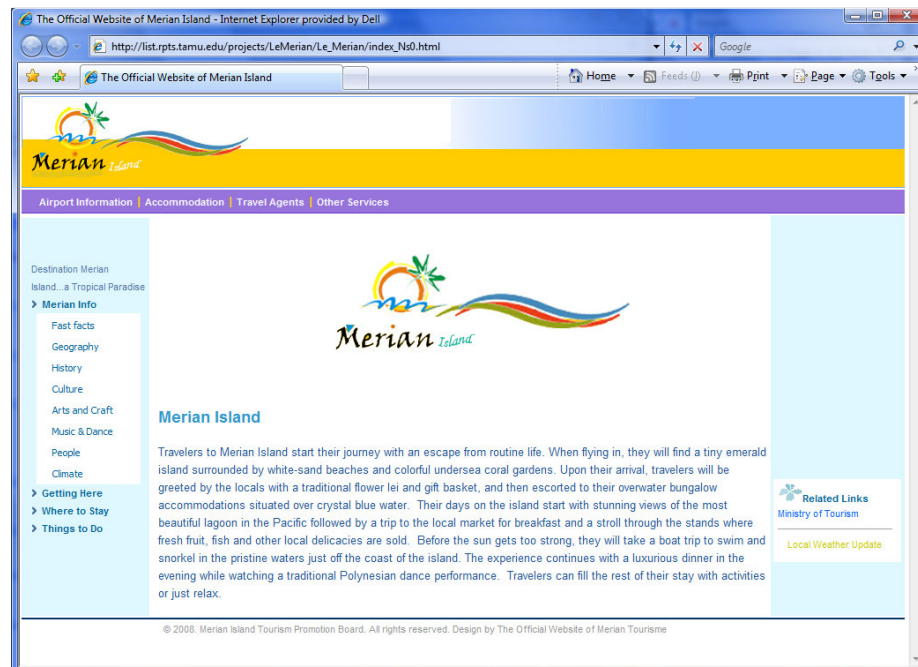 The Official Website of Merian Island - Internet Explorer provided by Dell
http://list.rpts.tamu.edu/projects/LeMerian/Le_Merian/index_Ns0.html
Google
The Official Website of Merian Island
Home
Feeds (J)
Print
Page
Tools
Merian Island
Airport Information | Accommodation | Travel Agents | Other Services
Destination Merian
Island...a Tropical Paradise
Merian Info
Fast facts
Geography
History
Culture
Arts and Craft
Music & Dance
People
Climate
Getting Here
Where to Stay
Things to Do
Merian Island
Merian Island
Travelers to Merian Island start their journey with an escape from routine life. When flying in, they will find a tiny emerald
island surrounded by white-sand beaches and colorful undersea coral gardens. Upon their arrival, travelers will be
greeted by the locals with a traditional flower lei and gift basket, and then escorted to their overwater bungalow
accommodations situated over crystal blue water. Their days on the island start with stunning views of the most
beautiful lagoon in the Pacific followed by a trip to the local market for breakfast and a stroll through the stands where
fresh fruit, fish and other local delicacies are sold. Before the sun gets too strong, they will take a boat trip to swim and
snorkel in the pristine waters just off the coast of the island. The experience continues with a luxurious dinner in the
evening while watching a traditional Polynesian dance performance. Travelers can fill the rest of their stay with activities
or just relax.
Related Links
Ministry of Tourism
Local Weather Update
© 2008. Merian Island Tourism Promotion Board. All rights reserved. Design by The Official Website of Merian Tourisme